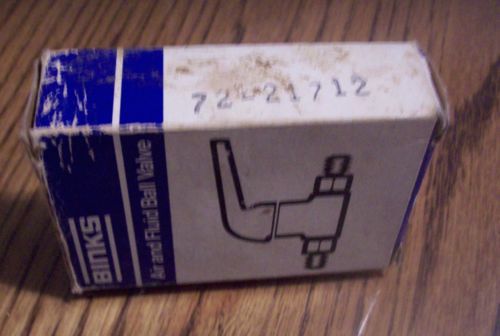 72-21712
BINKS
Air and Fluid Ball Valve